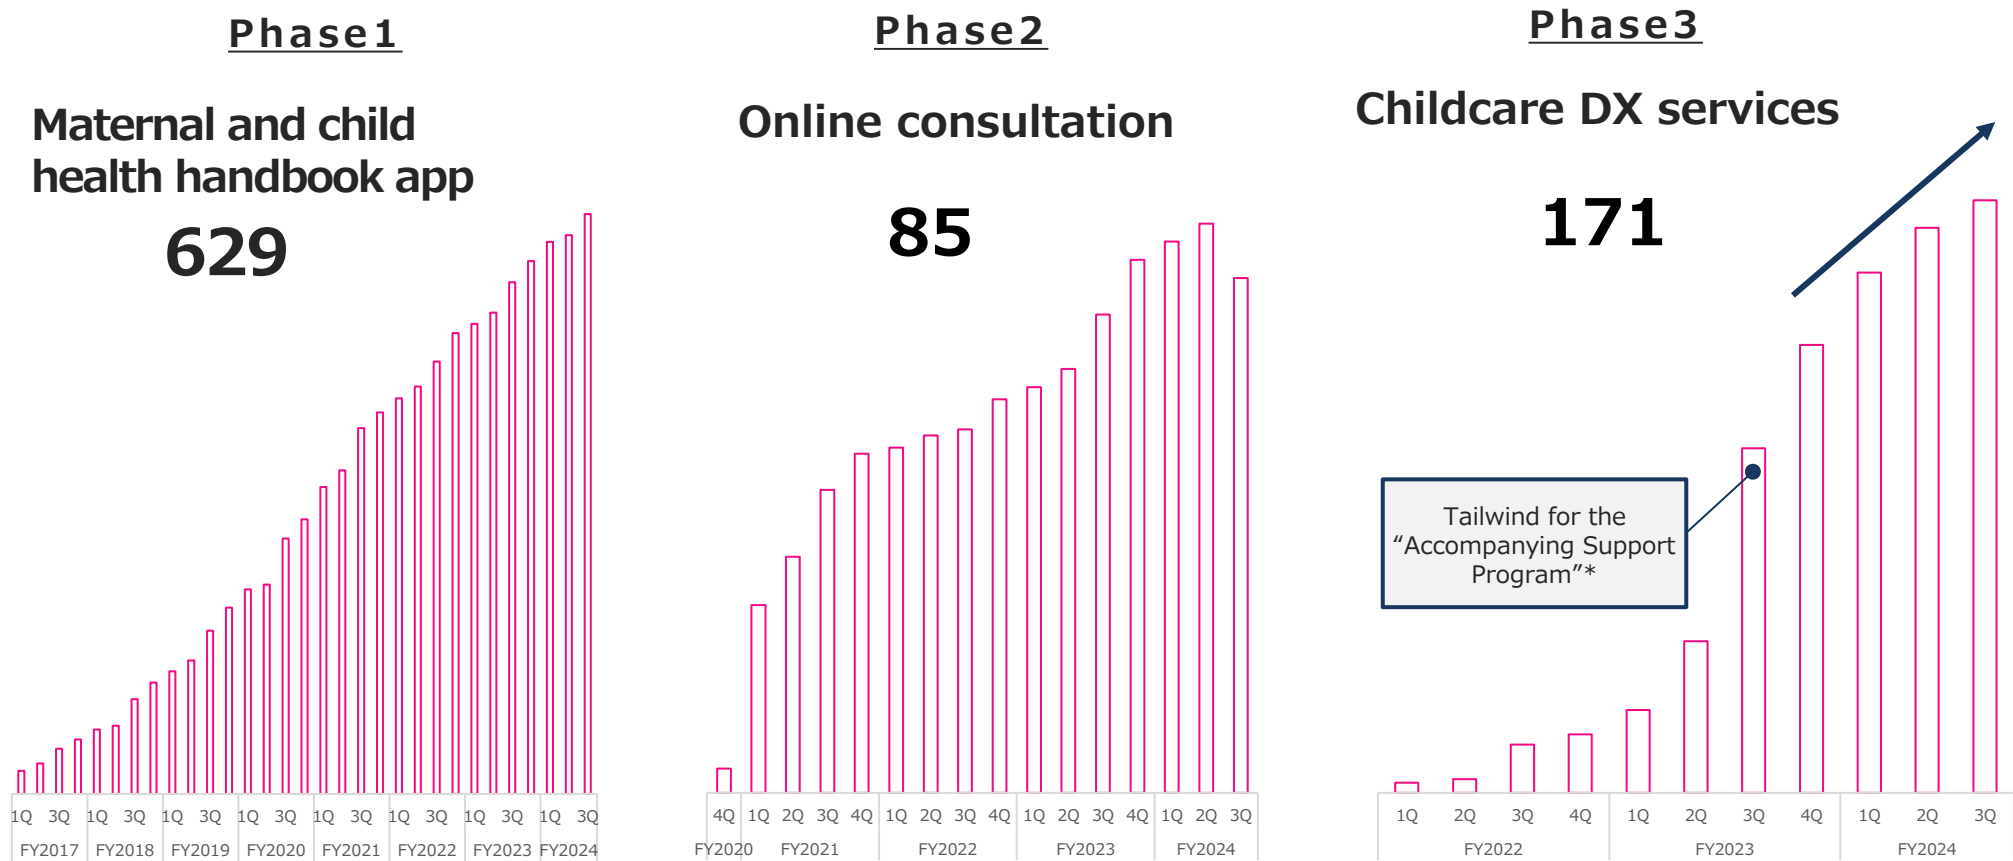 Phase1
Maternal and child
health handbook app
629
1Q 3Q 1Q 3Q 1Q 3Q 1Q 3Q 1Q 3Q 1Q 3Q 1Q 3Q 1Q 3Q
FY2017 FY2018 FY2019 FY2020 FY2021 FY2022 FY2023 FY2024
Phase2
Online consultation
85
4Q 1Q 2Q 3Q 4Q 1Q 2Q 3Q 4Q 1Q 2Q 3Q 4Q 1Q 2Q 3Q
FY2020 FY2021 FY2022 FY2023 FY2024
Phase3
Childcare DX services
171
Tailwind for the
“Accompanying Support
Program”*
1Q 2Q 3Q 4Q 1Q 2Q 3Q 4Q 1Q 2Q 3Q
FY2022 FY2023 FY2024